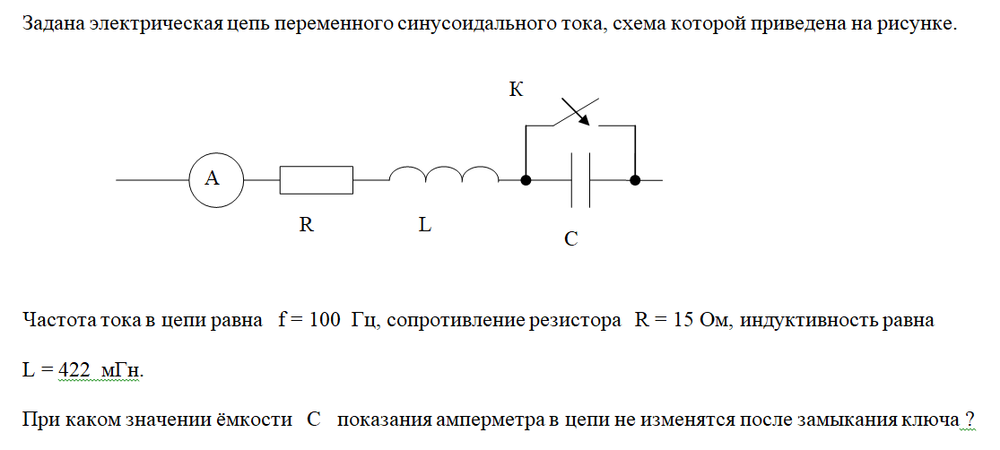 Задана электрическая цепь переменного синусоидального тока, схема которой приведена на рисунке.
К
А
R
L
С
Частота тока в цепи равна f = 100 Гц, сопротивление резистора R = 15 Ом, индуктивность равна
L = 422 мГн.
При каком значении ёмкости С показания амперметра в цепи не изменятся после замыкания ключа ?